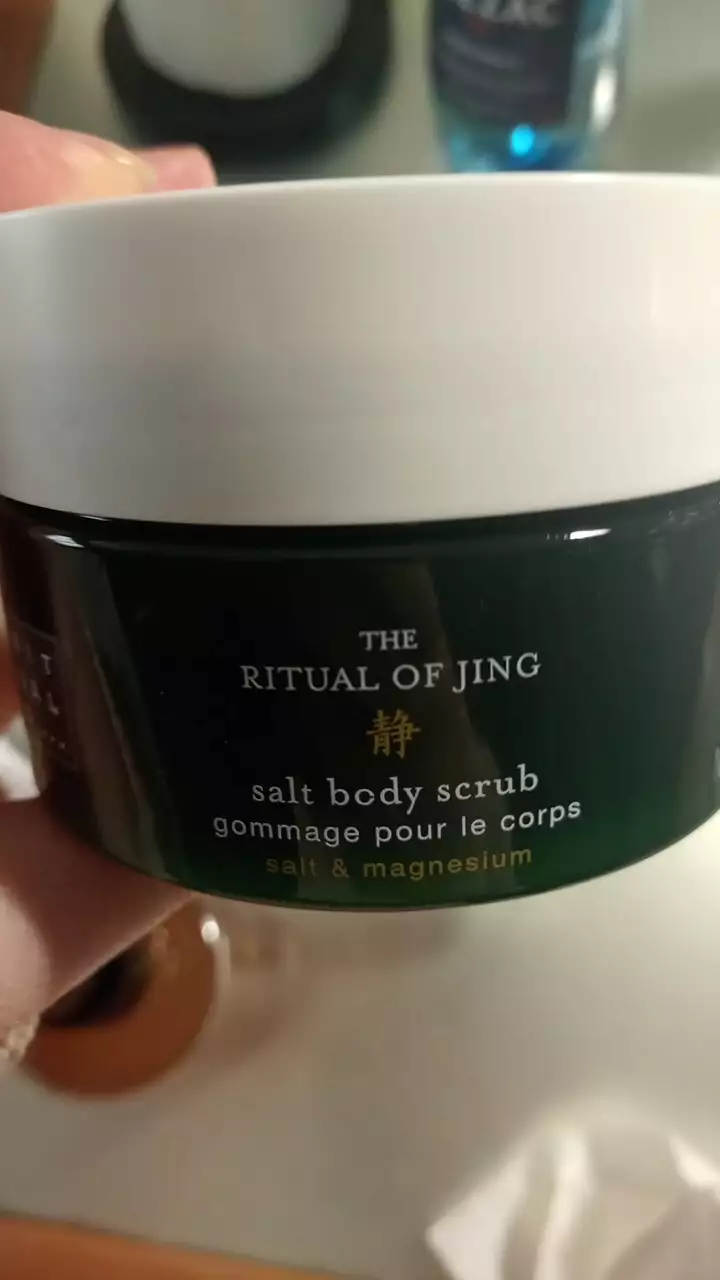 THE
RITUAL OF JING
静
salt body scrub
gommage pour le corps
salt & magnesium